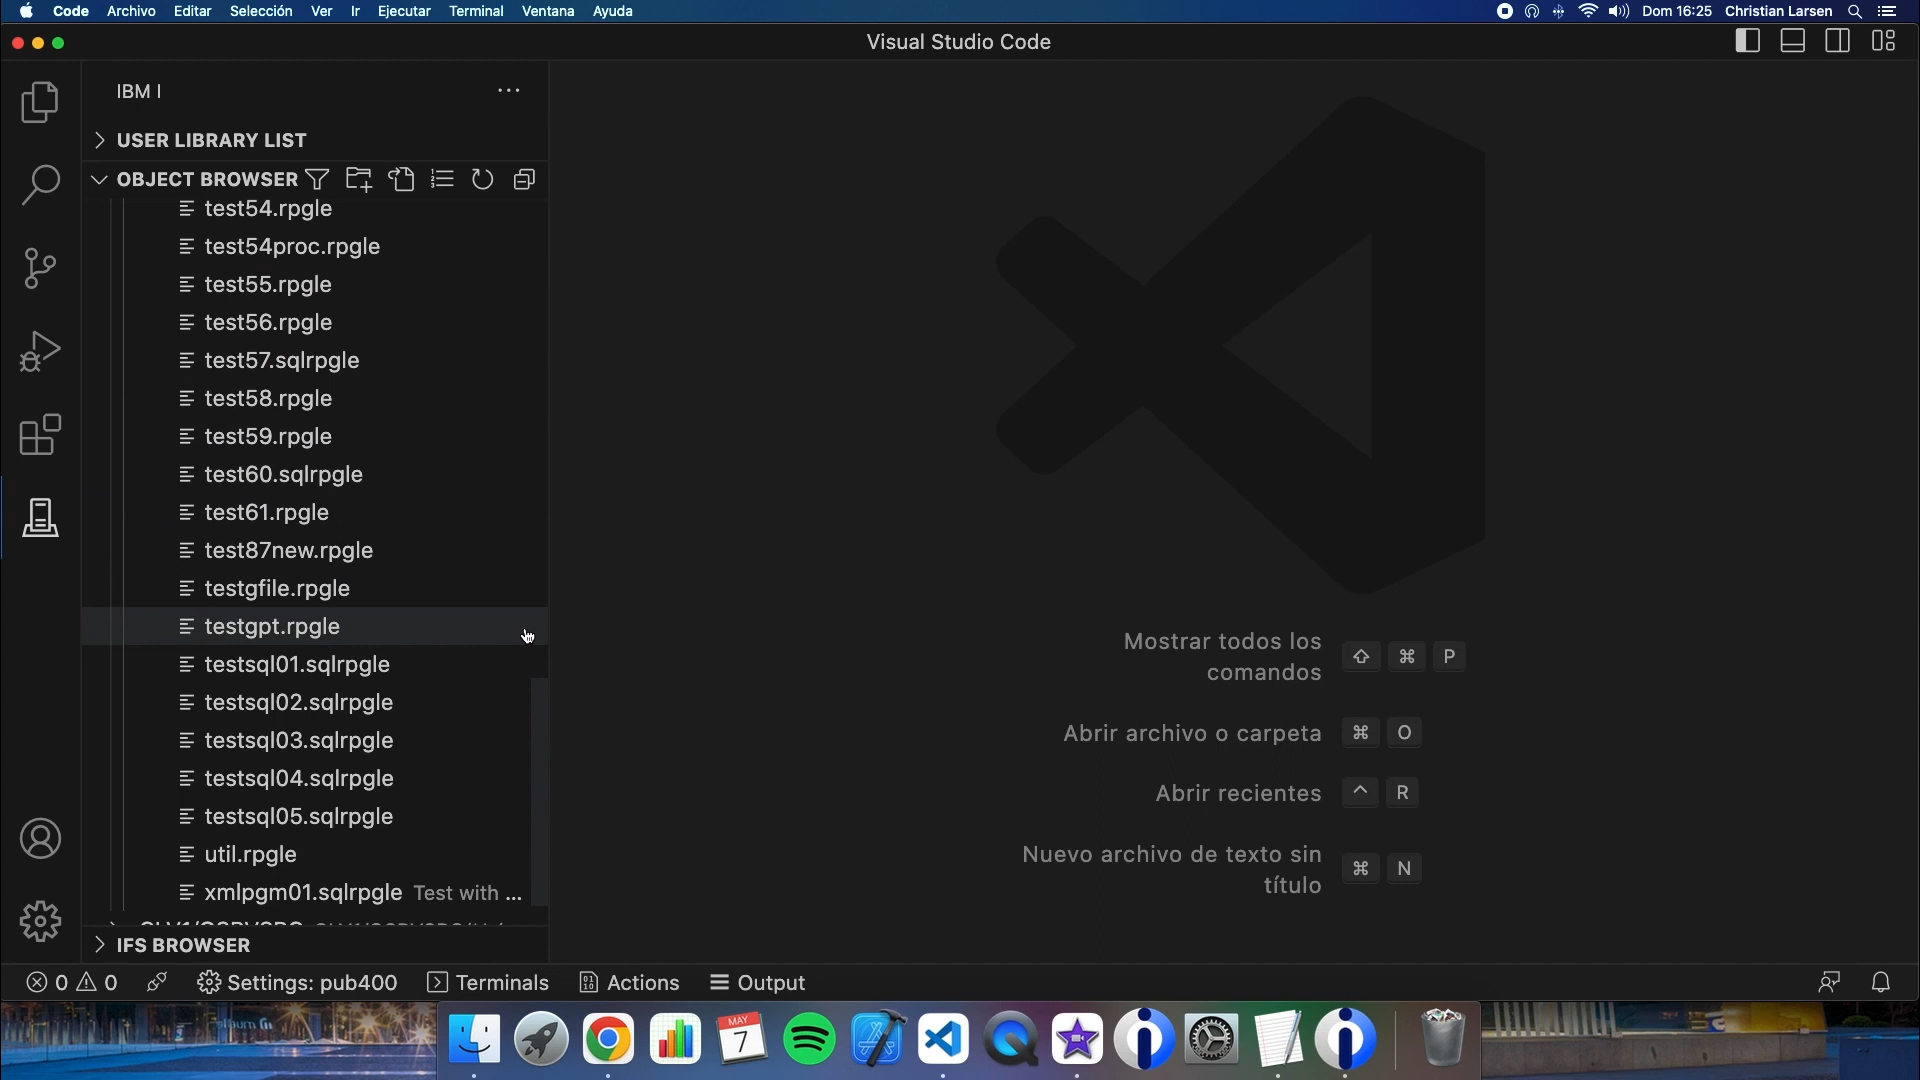 Code Archivo Editar Selección Ver Ir Ejecutar Terminal Ventana Ayuda Dom 16:25 Christian Larsen
Visual Studio Code
IBM I
USER LIBRARY LIST
OBJECT BROWSER
test54.rpgle
test54proc.rpgle
test55.rpgle
test56.rpgle
test57.sqlrpgle
test58.rpgle
test59.rpgle
test60.sqlrpgle
test61.rpgle
test87new.rpgle
testgfile.rpgle
testgpt.rpgle
testsql01.sqlrpgle
testsql02.sqlrpgle
testsql03.sqlrpgle
testsql04.sqlrpgle
testsql05.sqlrpgle
util.rpgle
xmlpgm01.sqlrpgle Test with ...
IFS BROWSER
Mostrar todos los
comandos
⇧ ⌘ P
Abrir archivo o carpeta ⌘ O
Abrir recientes ^ R
Nuevo archivo de texto sin
título
⌘ N
0 0 Settings: pub400 Terminals Actions Output
MAY
7